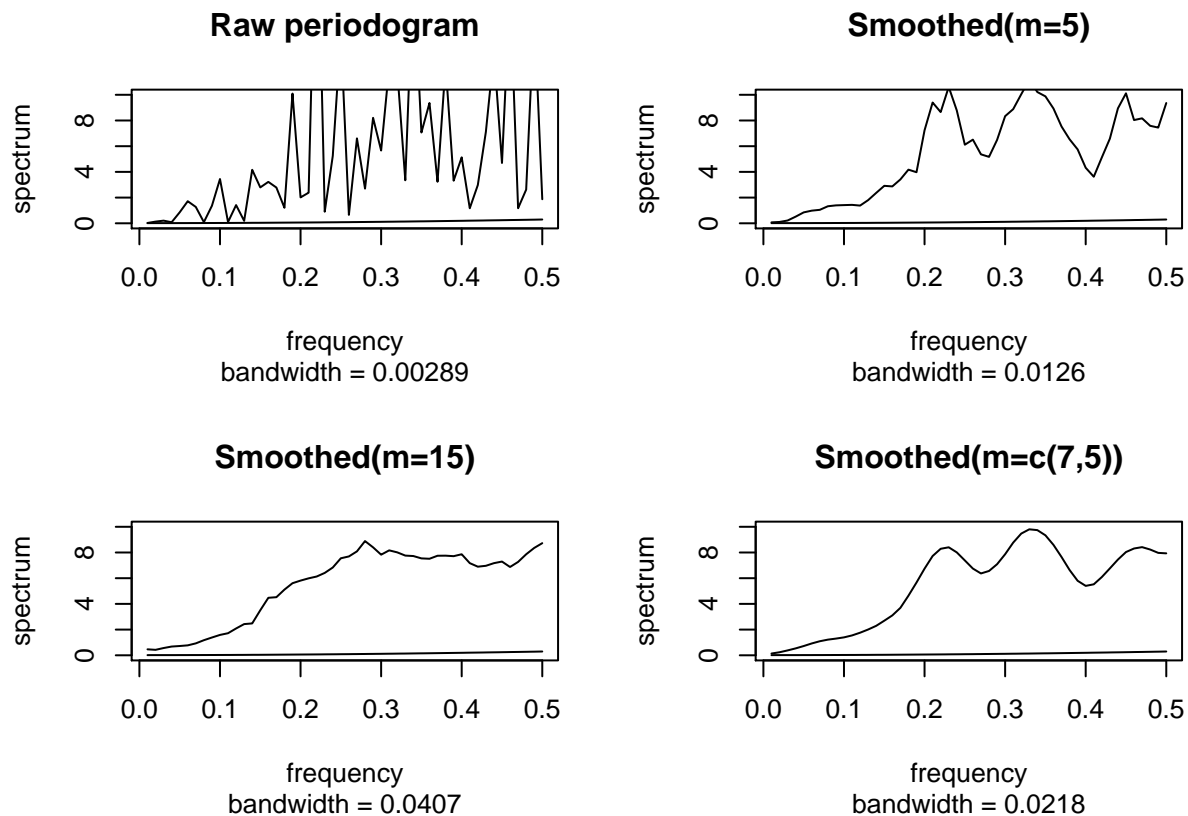 Raw periodogram
spectrum
0 4 8
0.0 0.1 0.2 0.3 0.4 0.5
frequency
bandwidth = 0.00289
Smoothed(m=5)
spectrum
0 4 8
0.0 0.1 0.2 0.3 0.4 0.5
frequency
bandwidth = 0.0126
Smoothed(m=15)
spectrum
0 4 8
0.0 0.1 0.2 0.3 0.4 0.5
frequency
bandwidth = 0.0407
Smoothed(m=c(7,5))
spectrum
0 4 8
0.0 0.1 0.2 0.3 0.4 0.5
frequency
bandwidth = 0.0218